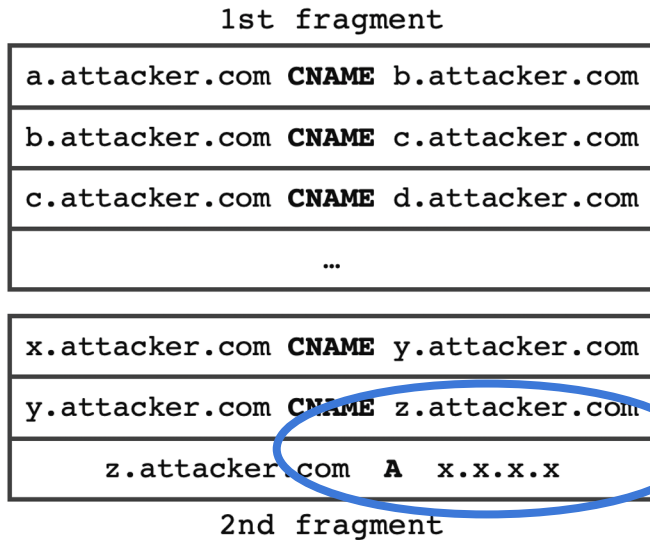 1st fragment
a.attacker.com CNAME b.attacker.com
b.attacker.com CNAME c.attacker.com
c.attacker.com CNAME d.attacker.com
…
x.attacker.com CNAME y.attacker.com
y.attacker.com CNAME z.attacker.com
z.attacker.com A x.x.x.x
2nd fragment